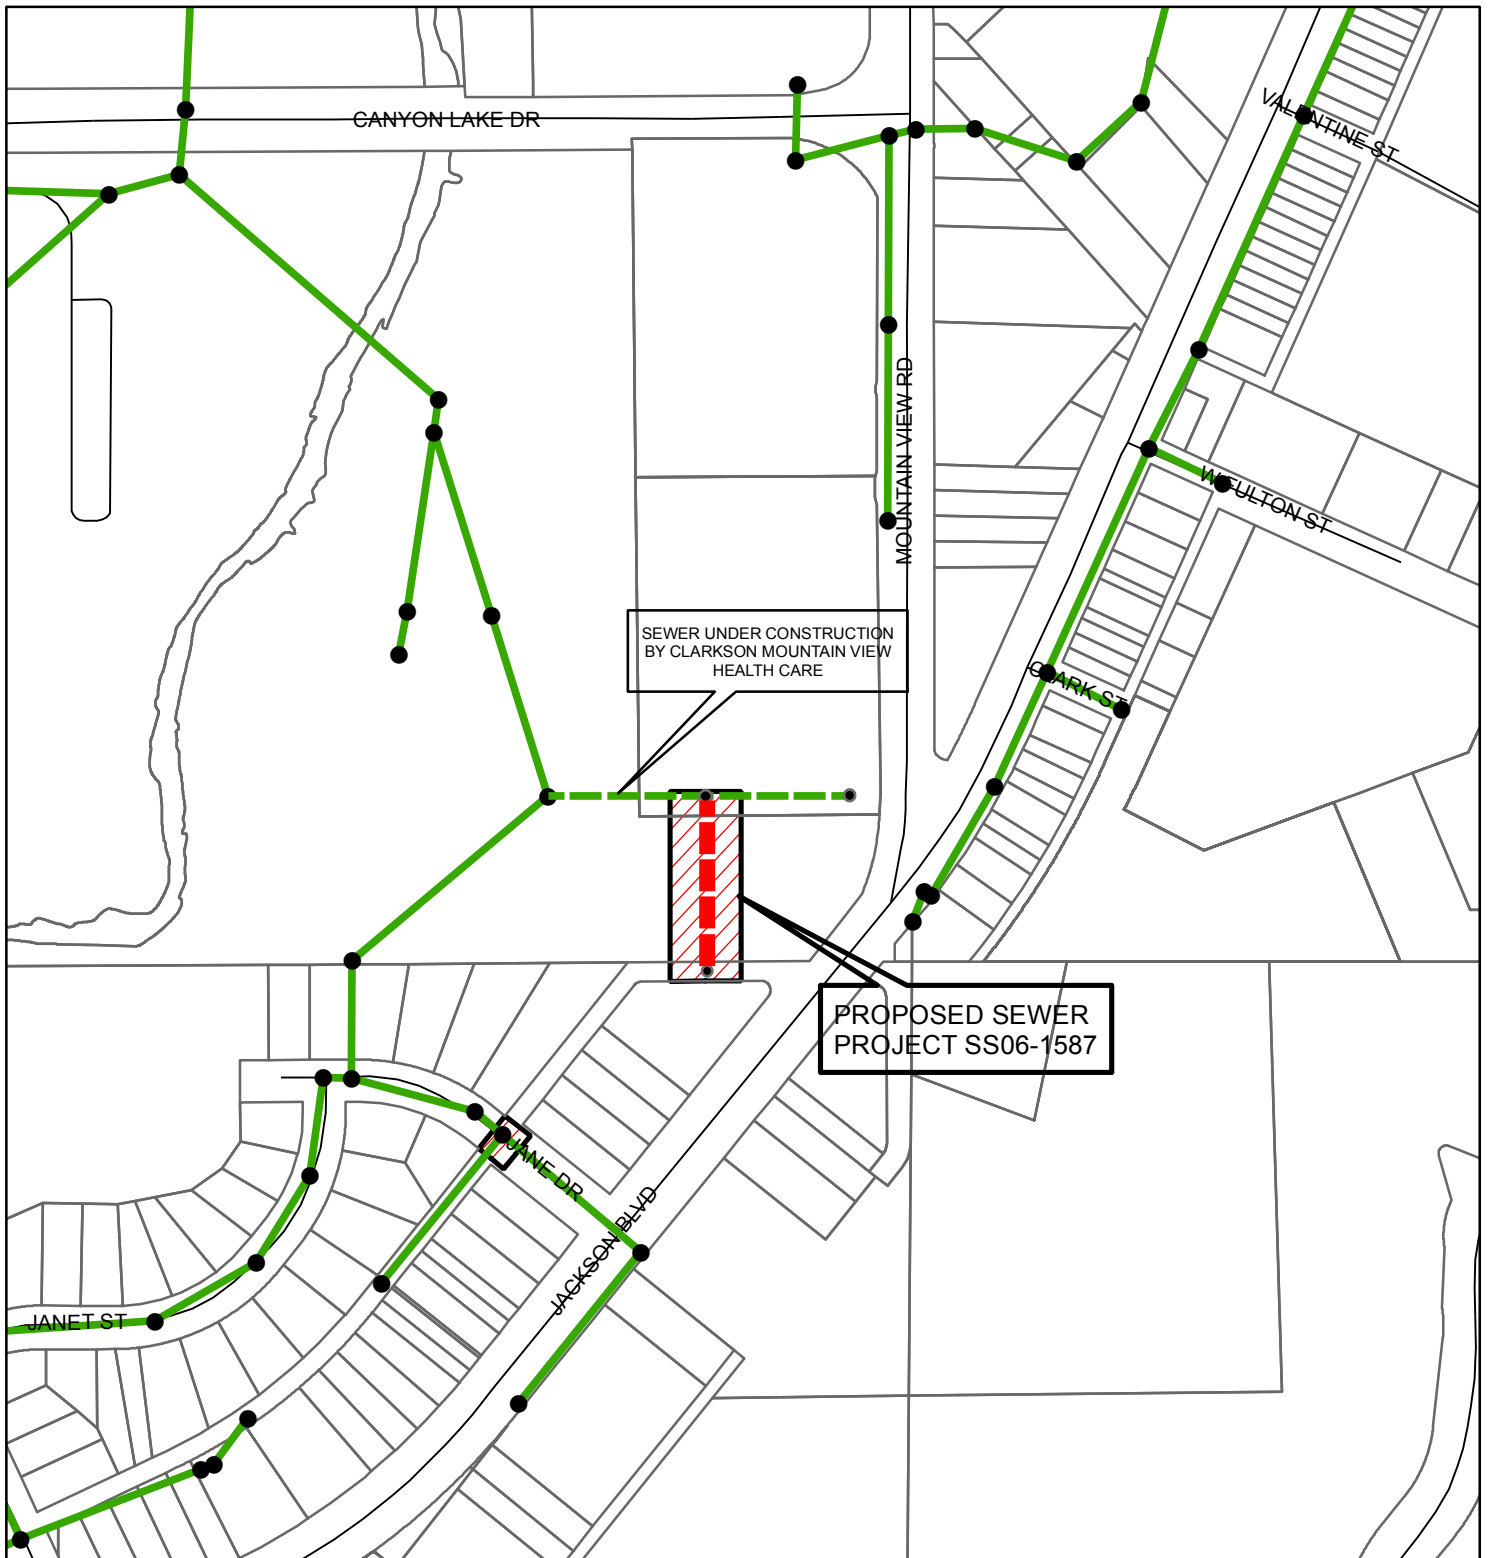 CANYON LAKE DR
VALENTINE ST
MOUNTAIN VIEW RD
W FULTON ST
SEWER UNDER CONSTRUCTION
BY CLARKSON MOUNTAIN VIEW
HEALTH CARE
CLARK ST
PROPOSED SEWER
PROJECT SS06-1587
JANE DR
JACKSON BLVD
JANET ST